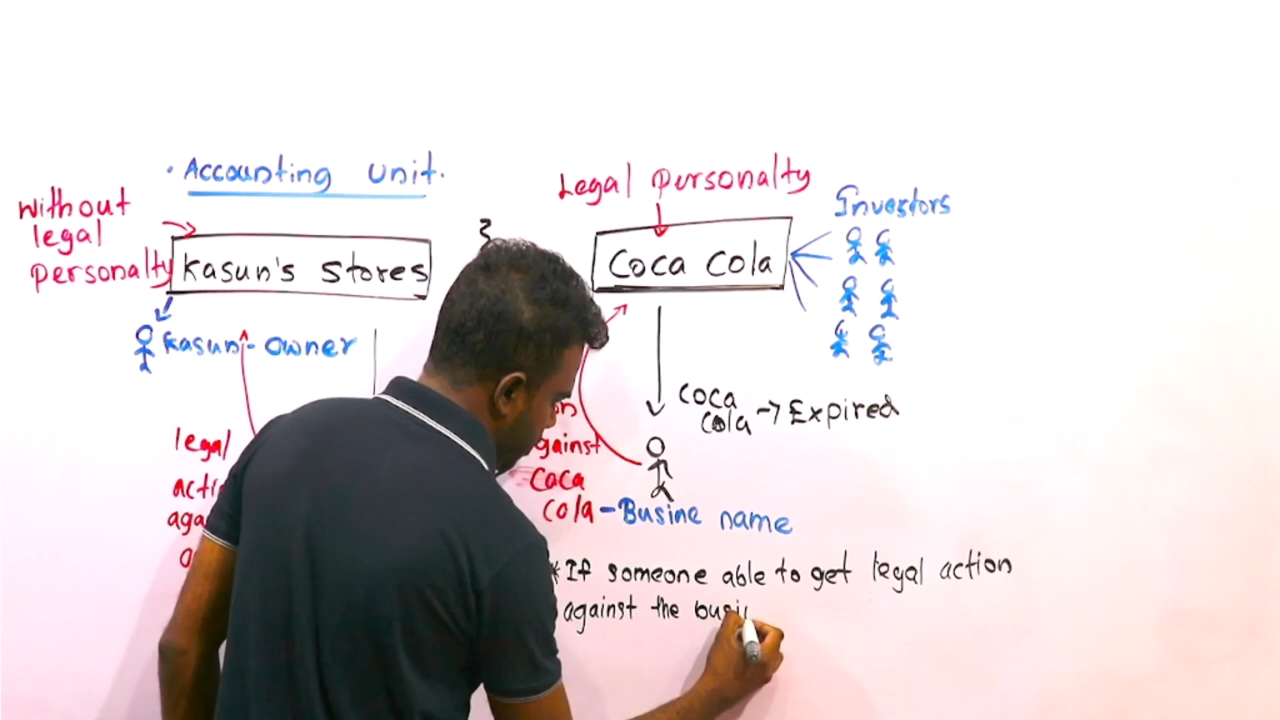 · Accounting unit.
Without
legal
personalty
Kasun's Stores
Kasun - owner
legal
Legal personalty
Coca Cola
Investors
Coca
Cola → Expired
Coca
Cola - Busine name
* If someone able to get legal action
against the